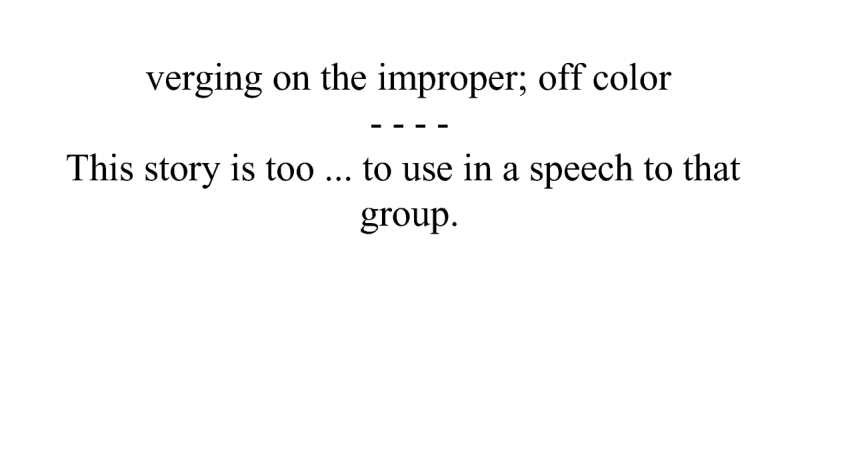 verging on the improper; off color
- - - -
This story is too ... to use in a speech to that
group.